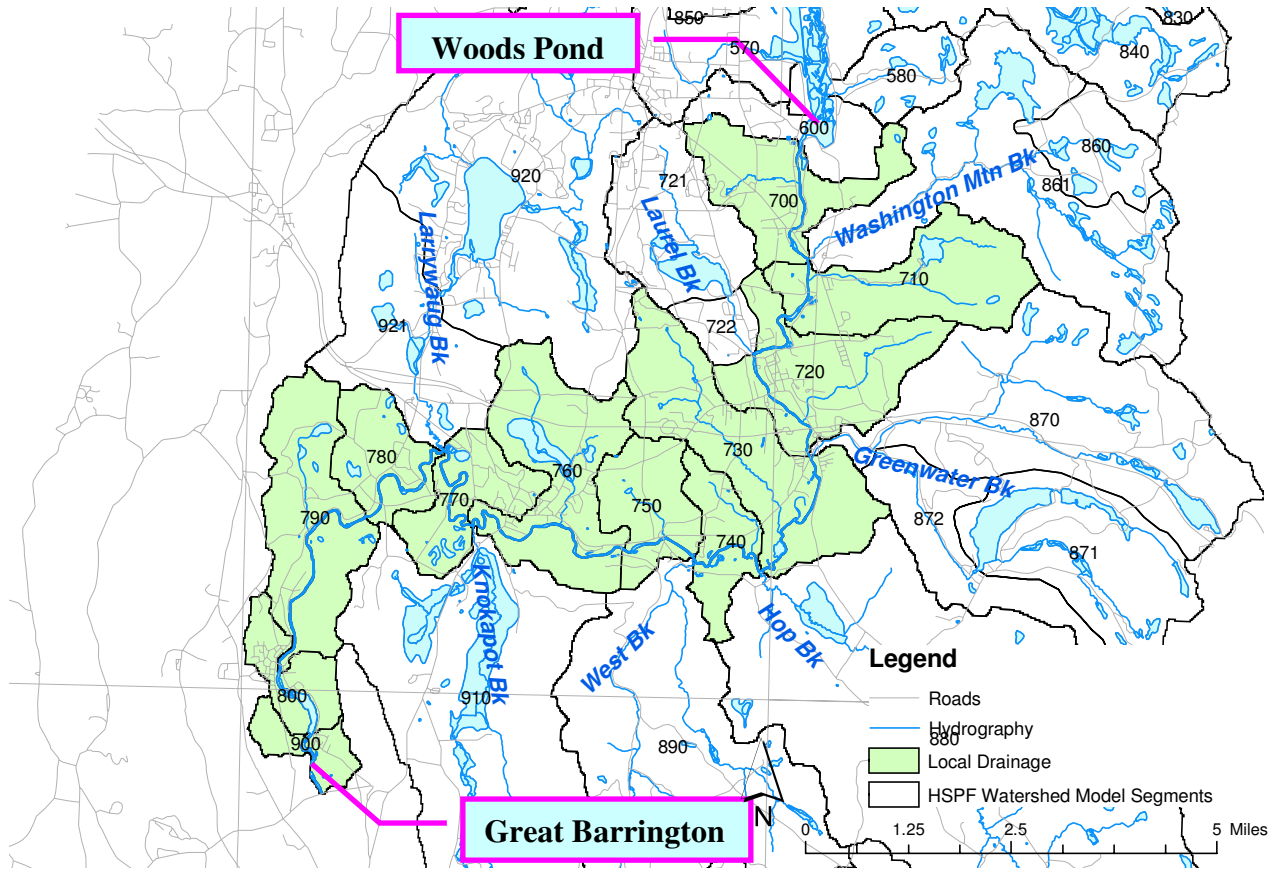 850
830
Woods Pond
570
840
580
600
860
920
721
861
700
Washington Mtn Bk
Laurel Bk
Larrywaug Bk
710
921
722
720
870
730
780
760
Greenwater Bk
770
750
790
872
740
871
Knokapot Bk
Hop Bk
West Bk
Legend
800
910
Roads
900
890
Hydrography
880
Local Drainage
HSPF Watershed Model Segments
Great Barrington
N
0 1.25 2.5 5 Miles